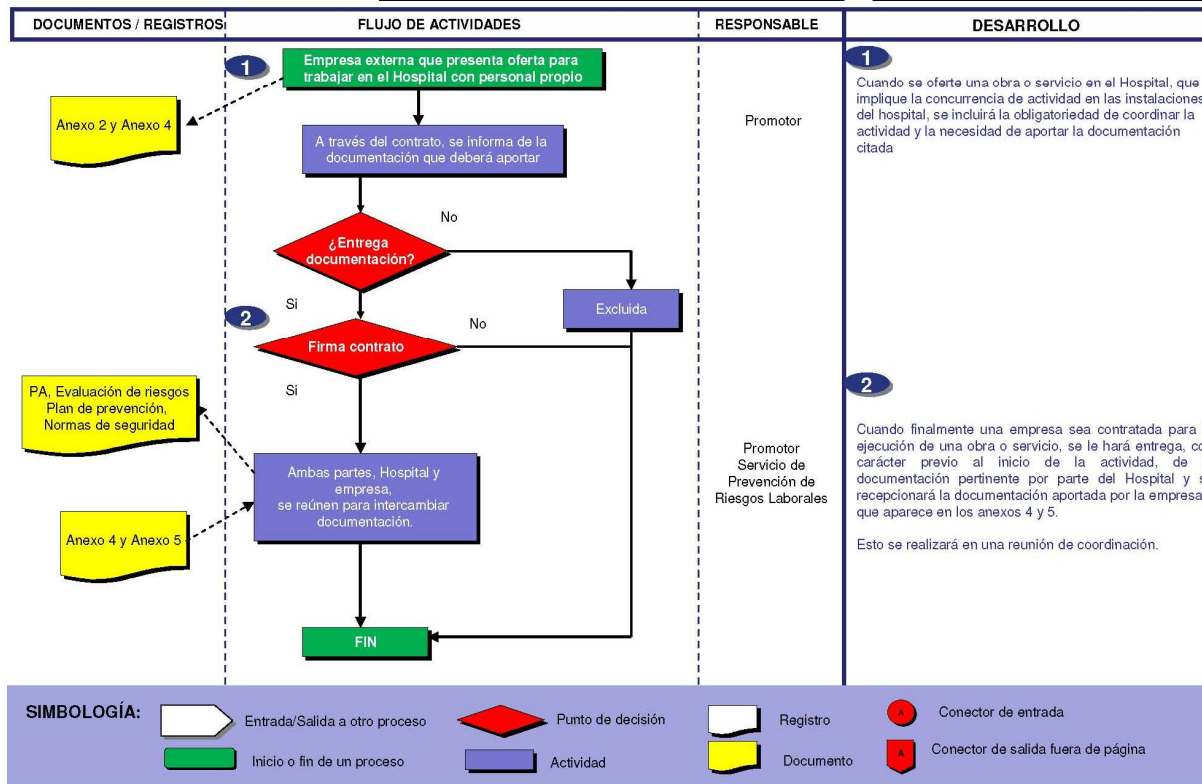 DOCUMENTOS / REGISTROS
FLUJO DE ACTIVIDADES
RESPONSABLE
DESARROLLO
1
Empresa externa que presenta oferta para
trabajar en el Hospital con personal propio
Anexo 2 y Anexo 4
A través del contrato, se informa de la
documentación que deberá aportar
Promotor
1
Cuando se oferte una obra o servicio en el Hospital, que
implique la concurrencia de actividad en las instalaciones
del hospital, se incluirá la obligatoriedad de coordinar la
actividad y la necesidad de aportar la documentación
citada
¿Entrega
documentación?
No
Si
Excluida
2
Firma contrato
No
Si
PA, Evaluación de riesgos
Plan de prevención,
Normas de seguridad
Ambas partes, Hospital y
empresa,
se reúnen para intercambiar
documentación.
Anexo 4 y Anexo 5
Promotor
Servicio de
Prevención de
Riesgos Laborales
2
Cuando finalmente una empresa sea contratada para
ejecución de una obra o servicio, se le hará entrega,
carácter previo al inicio de la actividad, de
documentación pertinente por parte del Hospital y
recepcionará la documentación aportada por la empresa
que aparece en los anexos 4 y 5.
Esto se realizará en una reunión de coordinación.
FIN
SIMBOLOGÍA:
Entrada/Salida a otro proceso
Punto de decisión
Registro
A
Conector de entrada
Inicio o fin de un proceso
Actividad
Documento
A
Conector de salida fuera de página